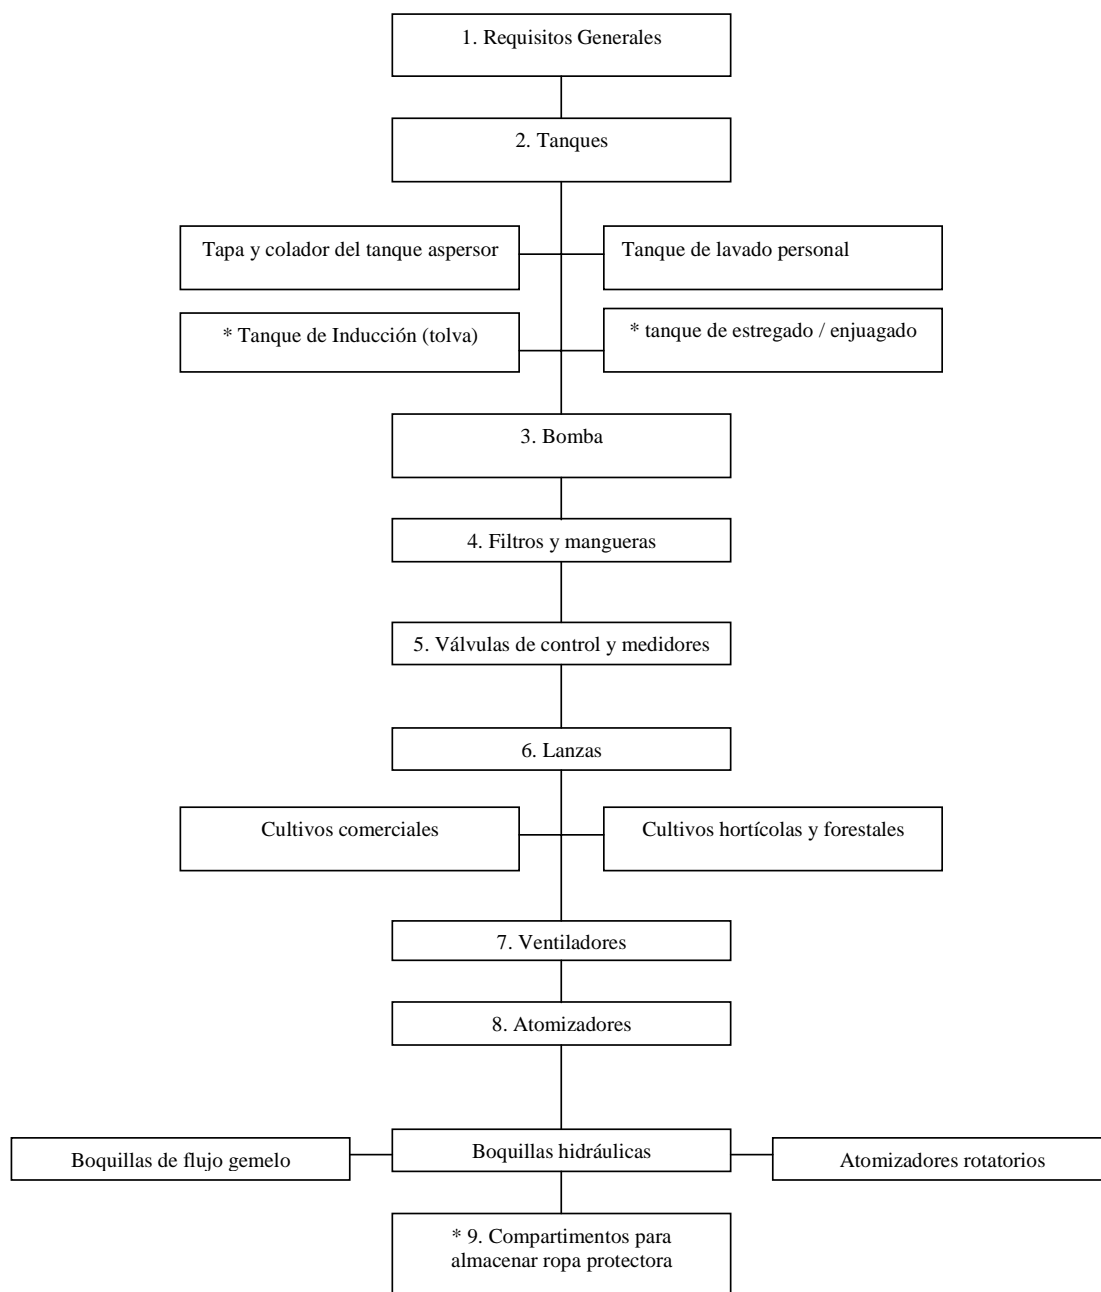 1. Requisitos Generales
2. Tanques
Tapa y colador del tanque aspersor
Tanque de lavado personal
* Tanque de Inducción (tolva)
* tanque de estregado / enjuagado
3. Bomba
4. Filtros y mangueras
5. Válvulas de control y medidores
6. Lanzas
Cultivos comerciales
Cultivos hortícolas y forestales
7. Ventiladores
8. Atomizadores
Boquillas de flujo gemelo
Boquillas hidráulicas
Atomizadores rotatorios
* 9. Compartimentos para
almacenar ropa protectora